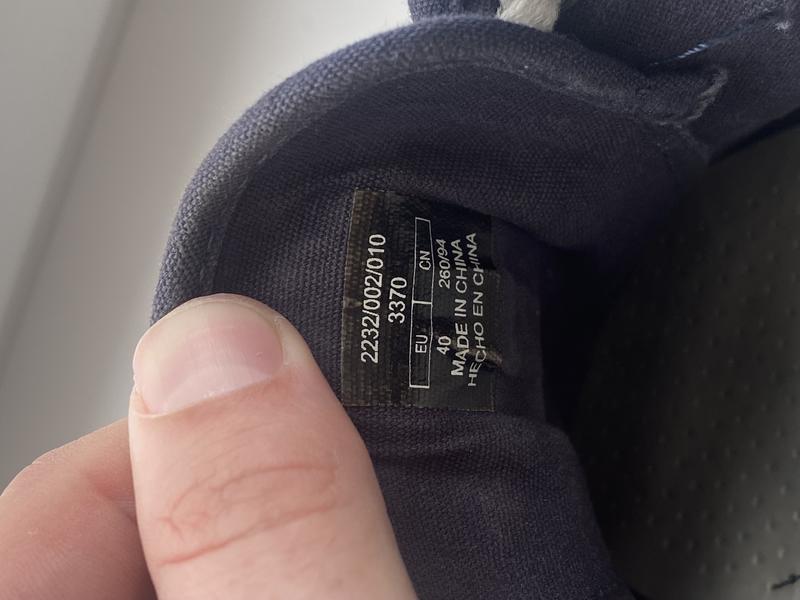 2232/002/010
3370
EU CN
40 260/94
MADE IN CHINA
HECHO EN CHINA